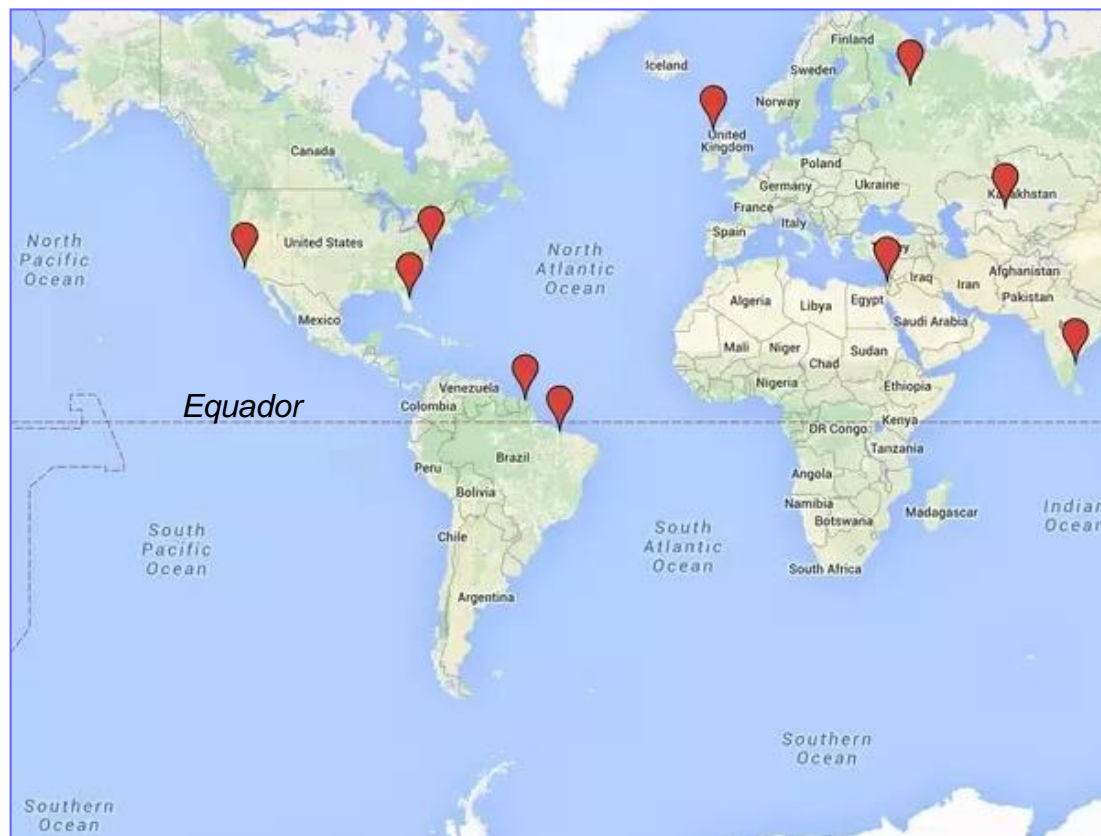 Finland
Iceland
Sweden
Norway
United
Kingdom
Canada
Poland
Germany
Ukraine
Kazakhstan
France
Italy
North
Pacific
Ocean
United States
North
Atlantic
Ocean
Spain
Turkey
Iraq
Iran
Afghanistan
Pakistan
Algeria
Libya
Egypt
Saudi Arabia
Mexico
Mali
Niger
Chad
Sudan
Venezuela
Nigeria
Ethiopia
Colombia
Equador
DR Congo
Kenya
Tanzania
Brazil
Peru
Angola
Bolivia
Namibia
Botswana
Madagascar
Indian
Ocean
South
Pacific
Ocean
Chile
South
Atlantic
Ocean
South Africa
Argentina
Southern
Ocean
Southern
Ocean